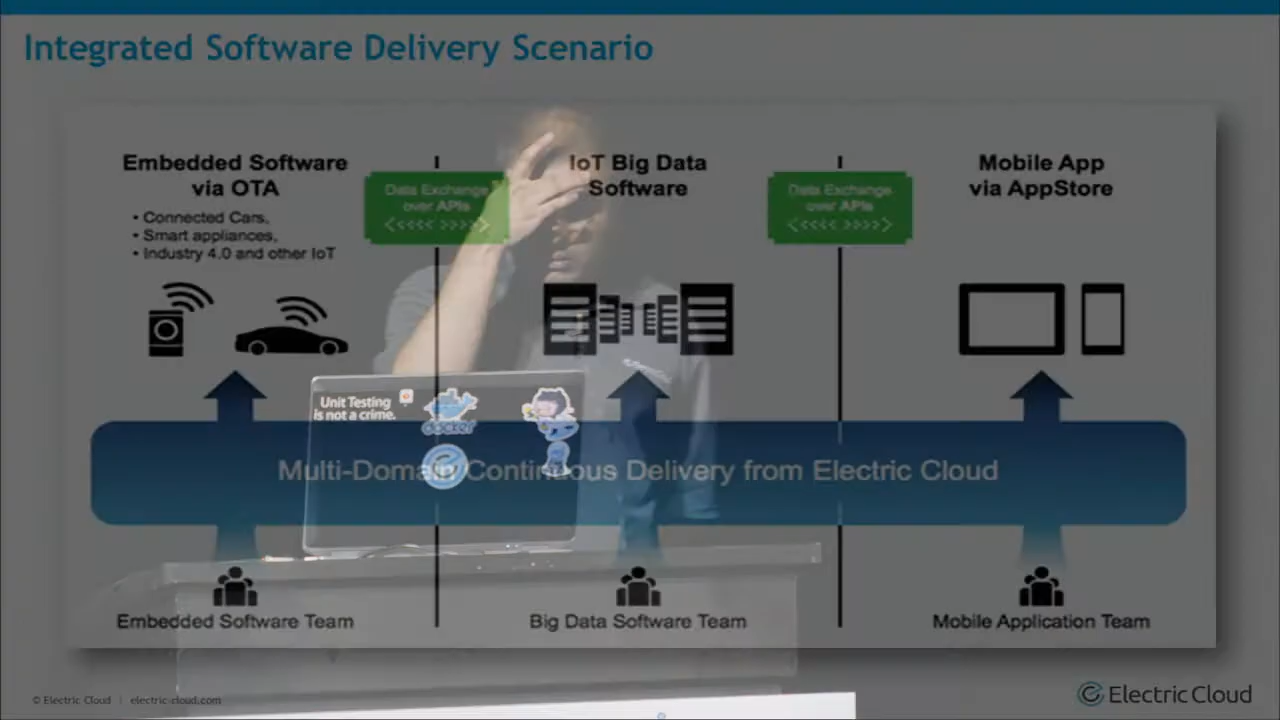 Integrated Software Delivery Scenario
Embedded Software
via OTA
• Connected Cars,
• Smart appliances,
• Industry 4.0 and other IoT
Data Exchange
over APIs
<<<< >>>>
IoT Big Data
Software
Data Exchange
over APIs
<<<< >>>>
Mobile App
via AppStore
Unit Testing
is not a crime.
docker
Multi-Domain Continuous Delivery from Electric Cloud
Embedded Software Team
Big Data Software Team
Mobile Application Team
© Electric Cloud | electric-cloud.com
Electric Cloud